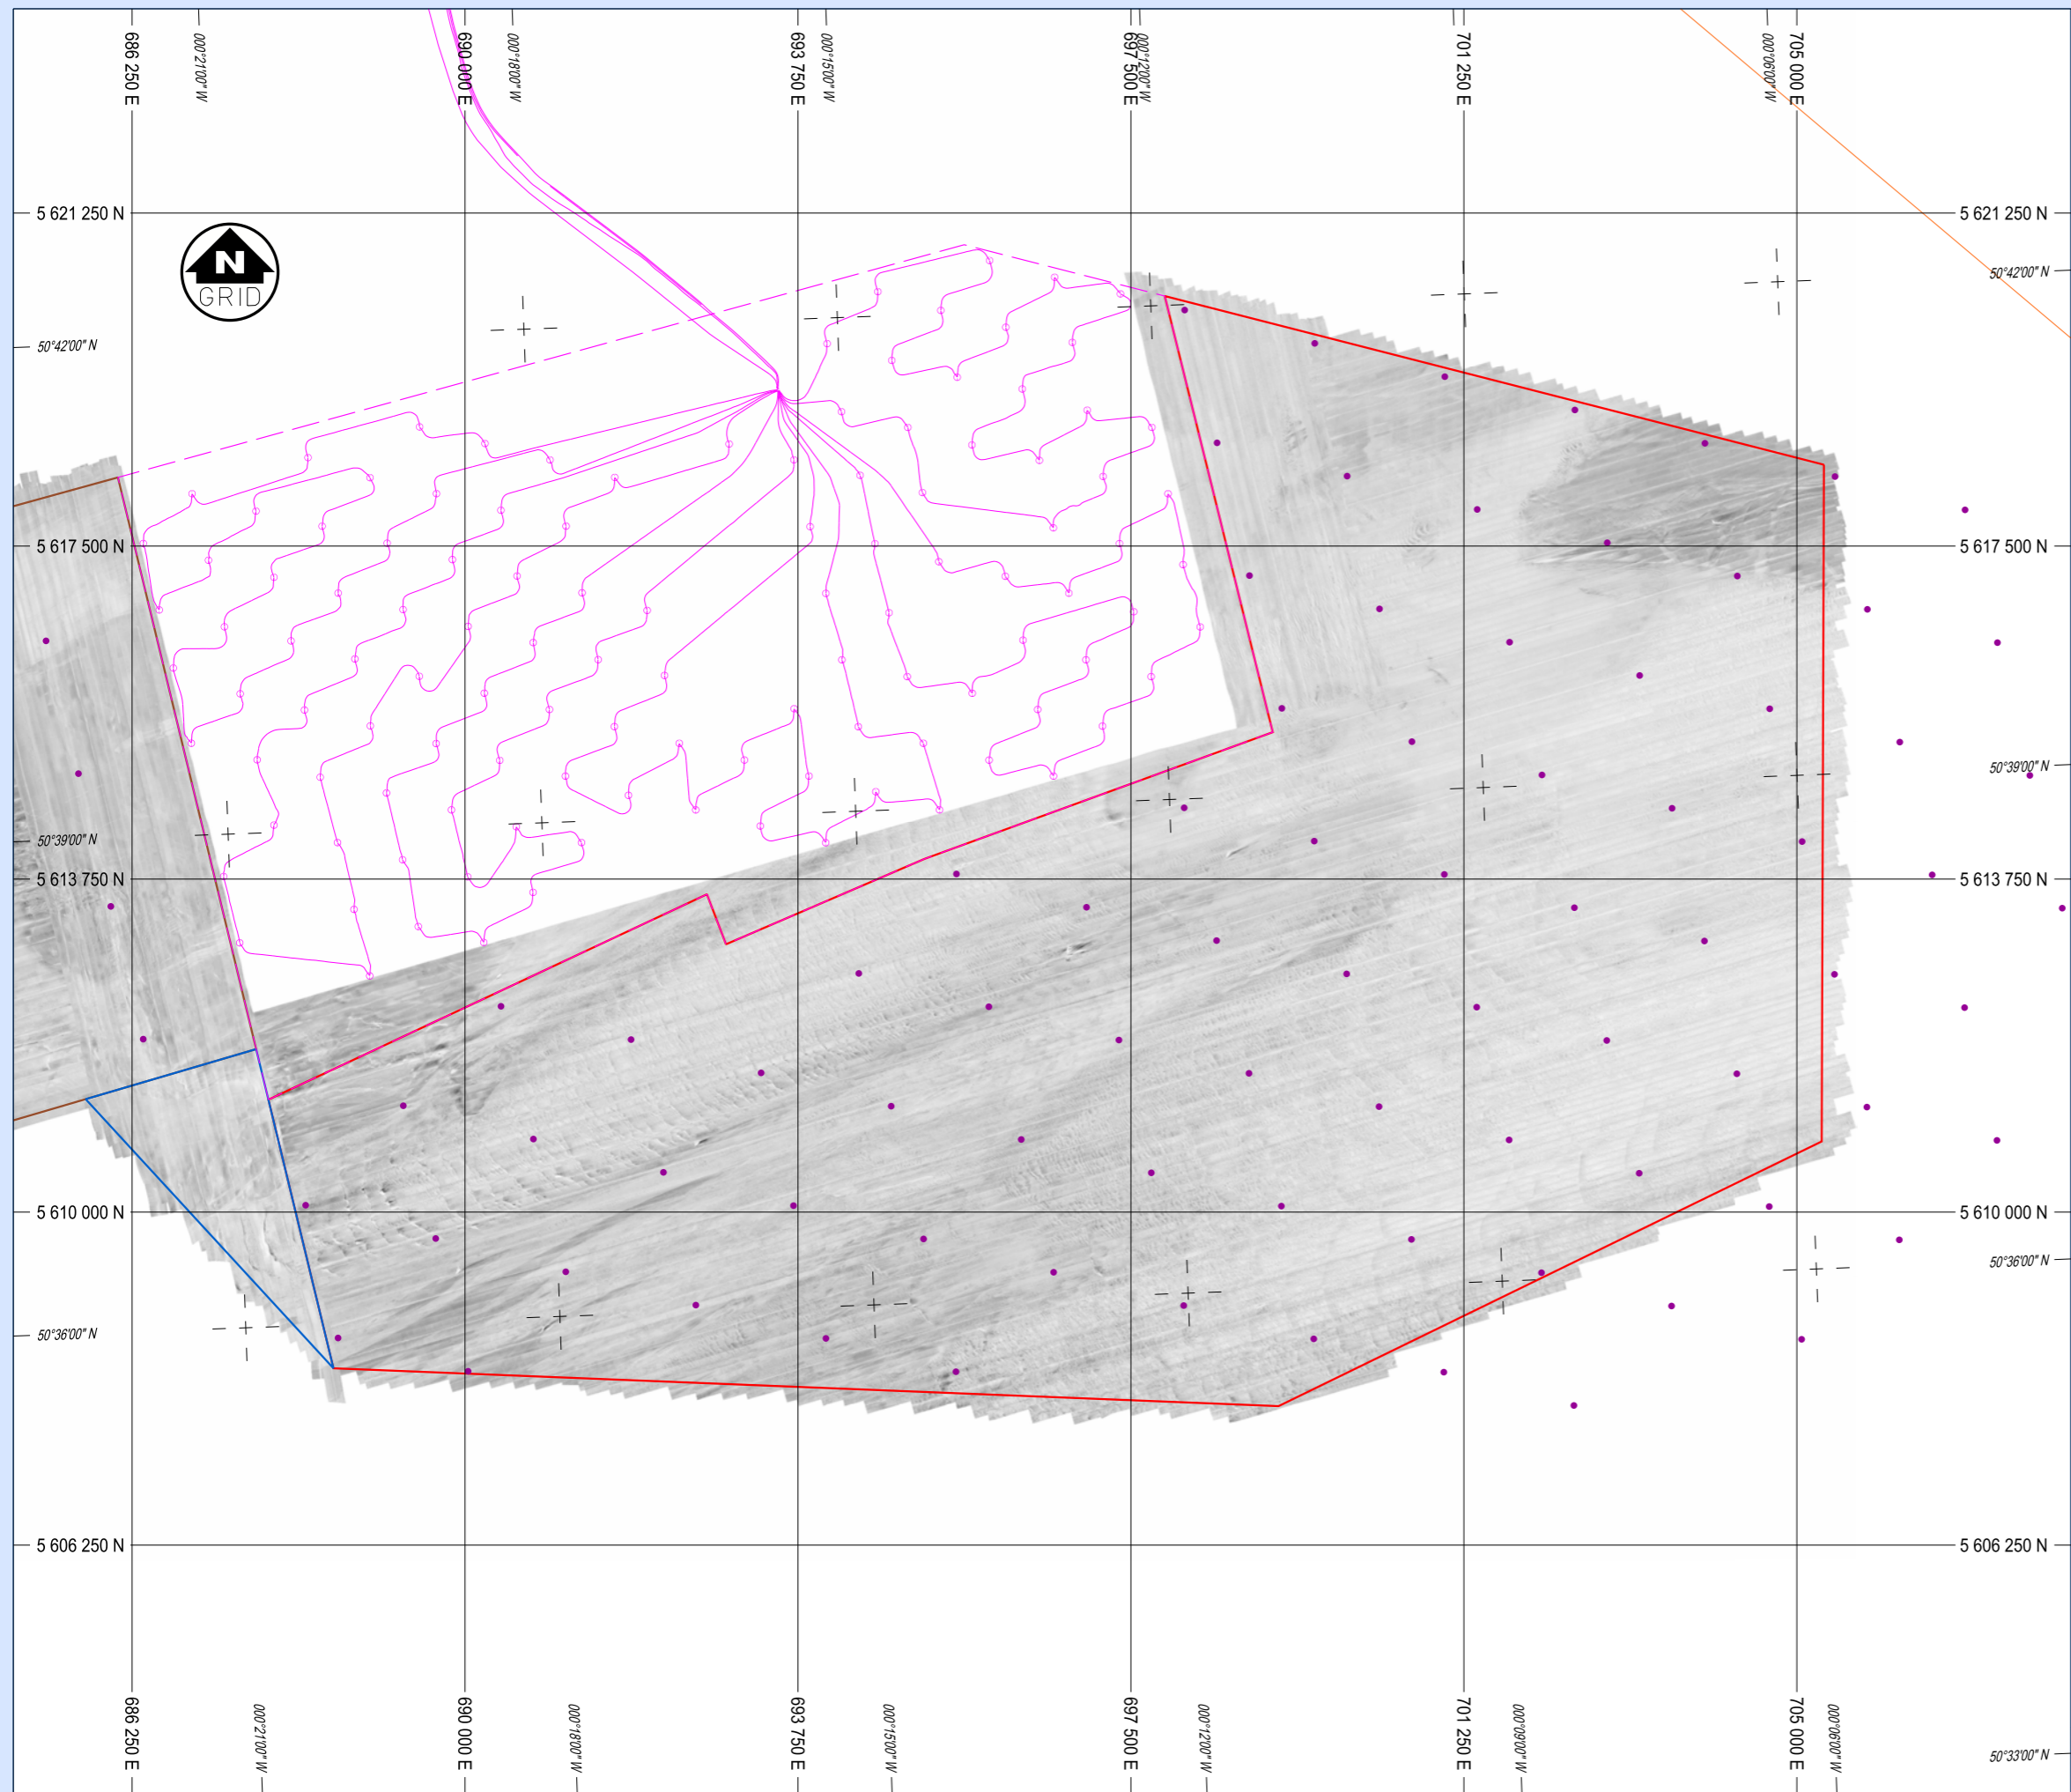 686 250 E
000°21'00" W
690 000 E
000°18'00" W
693 750 E
000°15'00" W
697 500 E
000°12'00" W
701 250 E
705 000 E
000°06'00" W
5 621 250 N
5 621 250 N
N
GRID
50°42'00" N
50°42'00" N
5 617 500 N
5 617 500 N
50°39'00" N
50°39'00" N
5 613 750 N
5 613 750 N
5 610 000 N
5 610 000 N
50°36'00" N
50°36'00" N
5 606 250 N
5 606 250 N
686 250 E
000°21'00" W
690 000 E
000°18'00" W
693 750 E
000°15'00" W
697 500 E
000°12'00" W
701 250 E
000°09'00" W
705 000 E
000°06'00" W
50°33'00" N